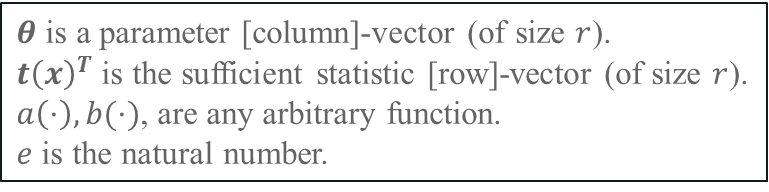 𝜽 is a parameter [column]-vector (of size 𝑟).
𝒕(𝒙)ᵀ is the sufficient statistic [row]-vector (of size 𝑟).
𝑎(·), 𝑏(·), are any arbitrary function.
𝑒 is the natural number.